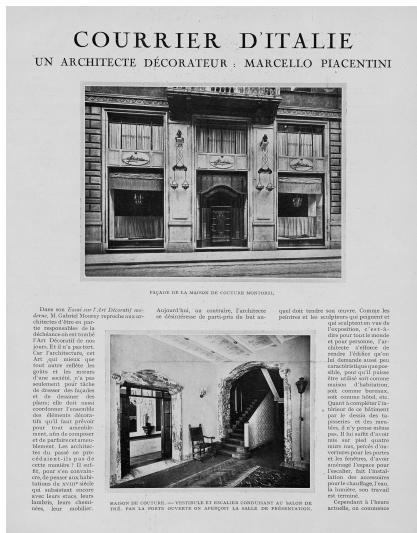 COURRIER D'ITALIE
UN ARCHITECTE DÉCORATEUR : MARCELLO PIACENTINI
FAÇADE DE LA MAISON DE COUTURE MONTORSI,
Dans son Essai sur l'Art Décoratif mo-
derne, M. Gabriel Mourey reproche aux ar-
chitectes d'être en par-
tie responsable de la
déchéance où est tombé
l'Art Décoratif de nos
jours. Et il n'a pas tort.
Car l'architecture, cet
Art qui mieux que
tout autre reflète les
goûts et les mœurs
d'une société, n'a pas
seulement pour tâche
de dresser des façades
et de dessiner des
plans; elle doit aussi
coordonner l'ensemble
des éléments décora-
tifs qu'il faut prévoir
pour tout ameuble-
ment, afin de composer
et de parfaire cet ameu-
blement. Les architectes
du passé ne pro-
cédaient-ils pas de
cette manière ? Il suf-
fit, pour s'en convain-
cre, de penser aux habi-
tations du XVIIIe siècle
qui subsistent encore
avec leurs stucs, leurs
lambris, leurs chemi-
nées, leur mobilier.
Aujourd'hui, au contraire, l'architecte
se désintéresse de parti-pris du but au-
quel doit tendre son œuvre. Comme les
peintres et les sculpteurs qui peignent et
qui sculptent en vue de
l'exposition, c'est-à-
dire pour tout le monde
et pour personne, l'ar-
chitecte s'efforce de
rendre l'édifice qu'on
lui demande aussi peu
caractéristique que pos-
sible, pour qu'il puisse
être utilisé soit comme
maison d'habitation,
soit comme bureaux,
soit comme hôtel, etc.
Quant à compléter l'in-
térieur de ce bâtiment
par le dessin des ta-
pisseries et des meu-
bles, il n'y pense même
pas. Il lui suffit d'avoir
mis sur pied quatre
murs nus, percés d'ou-
vertures pour les portes
et les fenêtres, d'avoir
aménagé l'espace pour
l'escalier, fait l'instal-
lation des accessoires
pour le chauffage, l'eau,
la lumière, son travail
est terminé.
Cependant à l'heure
actuelle, on commence
MAISON DE COUTURE. — VESTIBULE ET ESCALIER CONDUISANT AU SALON DE
THÉ. PAR LA PORTE OUVERTE ON APERÇOIT LA SALLE DE PRÉSENTATION.